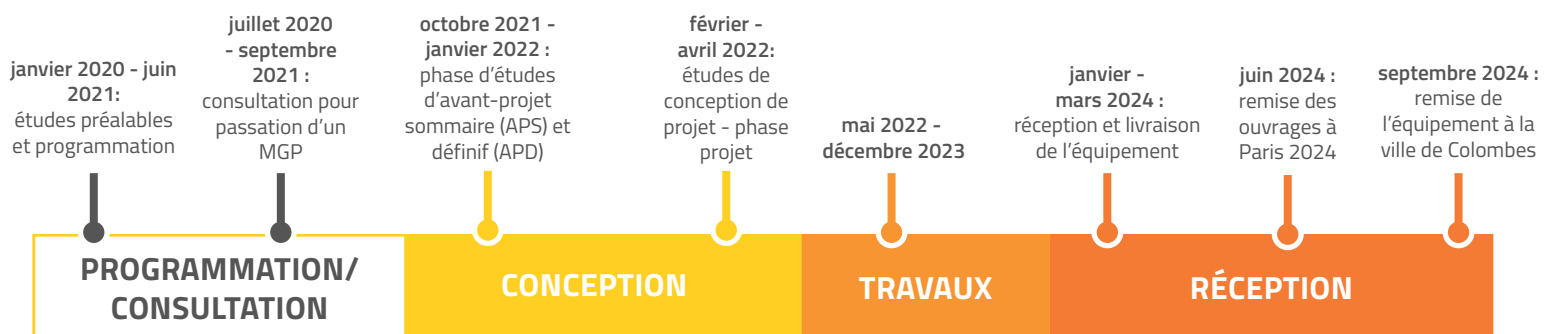 janvier 2020 - juin
2021:
études préalables
et programmation
juillet 2020
- septembre
2021 :
consultation pour
passation d’un
MGP
octobre 2021 -
janvier 2022 :
phase d’études
d’avant-projet
sommaire (APS) et
définif (APD)
février -
avril 2022:
études de
conception de
projet - phase
projet
mai 2022 -
décembre 2023
janvier -
mars 2024 :
réception et livraison
de l’équipement
juin 2024 :
remise des
ouvrages à
Paris 2024
septembre 2024 :
remise de
l’équipement à la
ville de Colombes
PROGRAMMATION/
CONSULTATION
CONCEPTION
TRAVAUX
RÉCEPTION